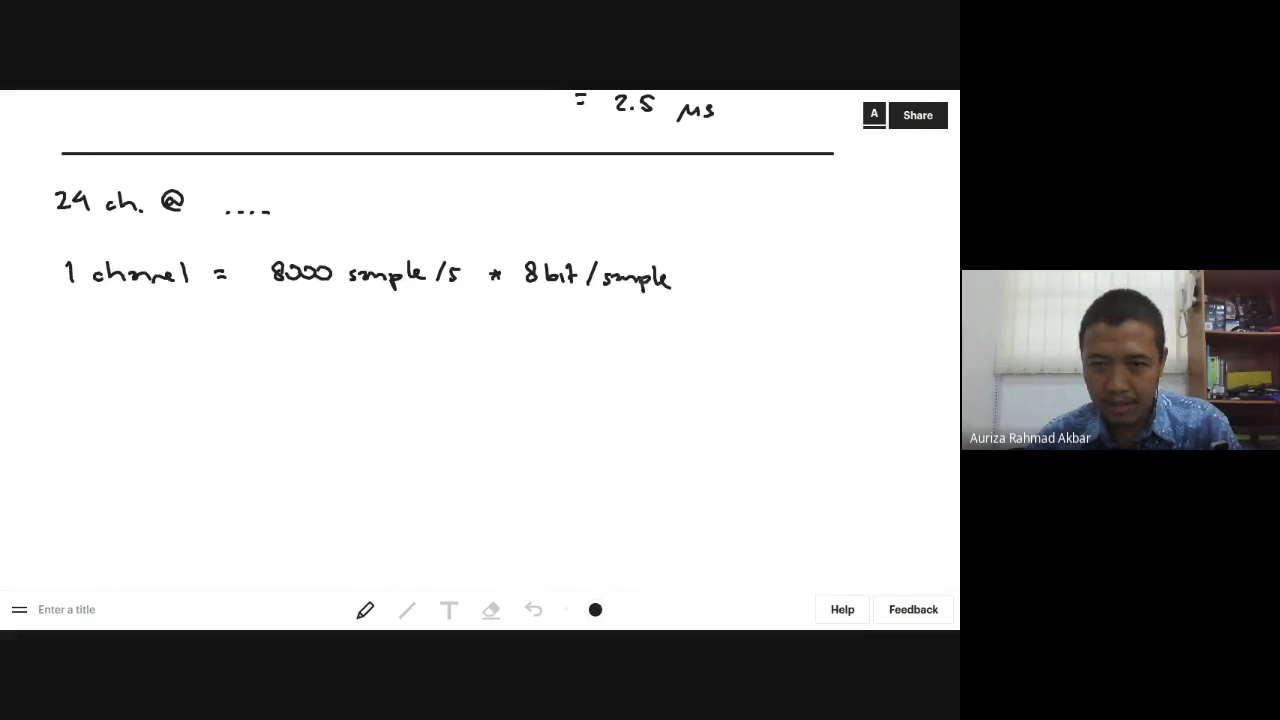 = 2.5 μs
A Share
24 ch. @ ....
1 channel = 8000 sample/s * 8 bit/sample
Auriza Rahmad Akbar
Enter a title
T
Help
Feedback